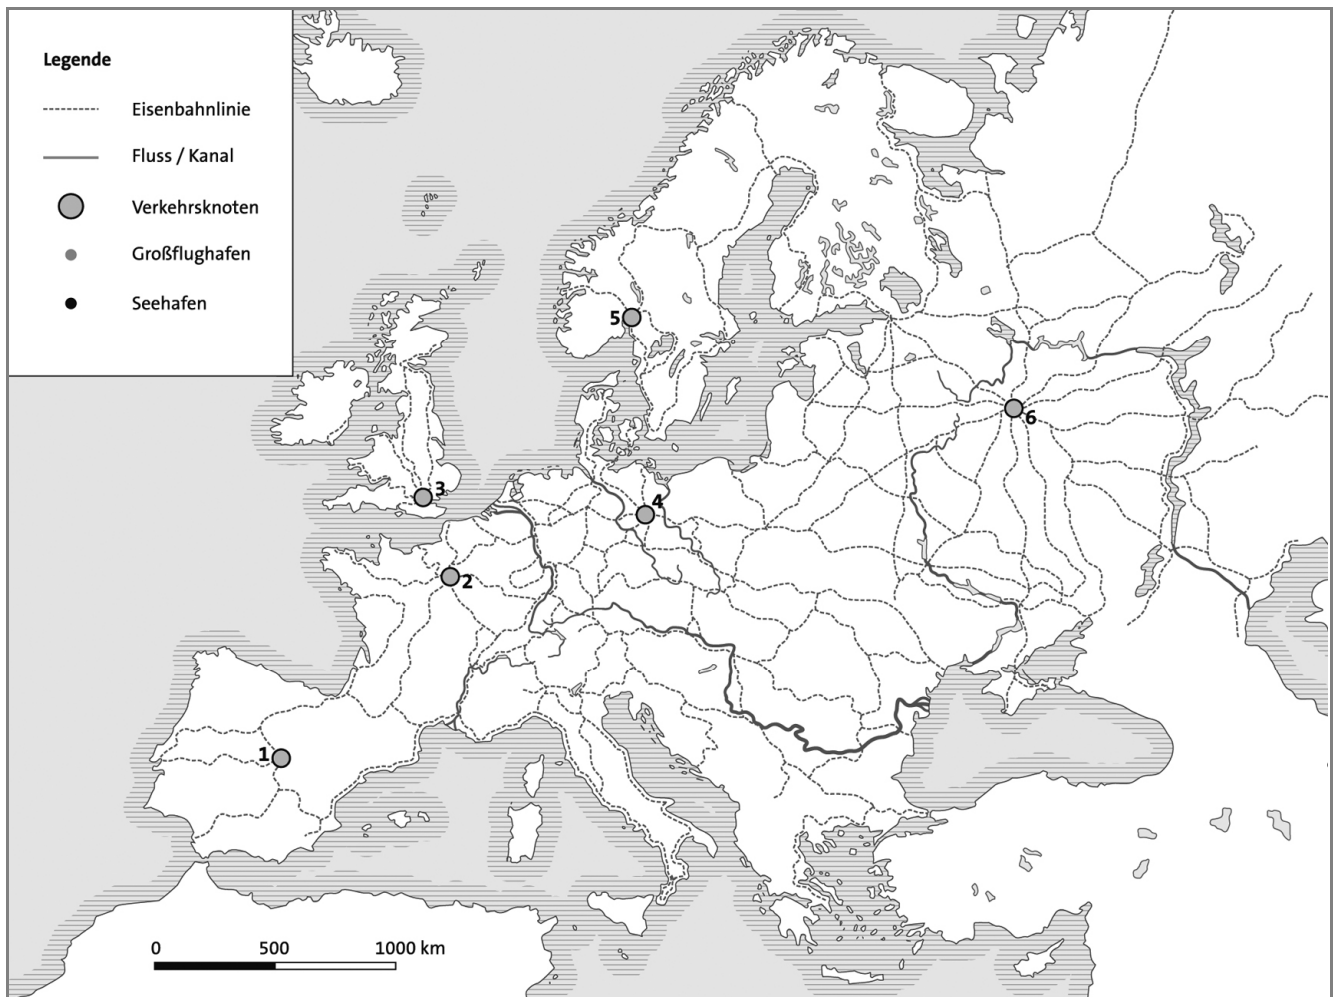 Legende
Eisenbahnlinie
Fluss / Kanal
Verkehrsknoten
Großflughafen
Seehafen
5
6
3
4
2
1
0 500 1000 km